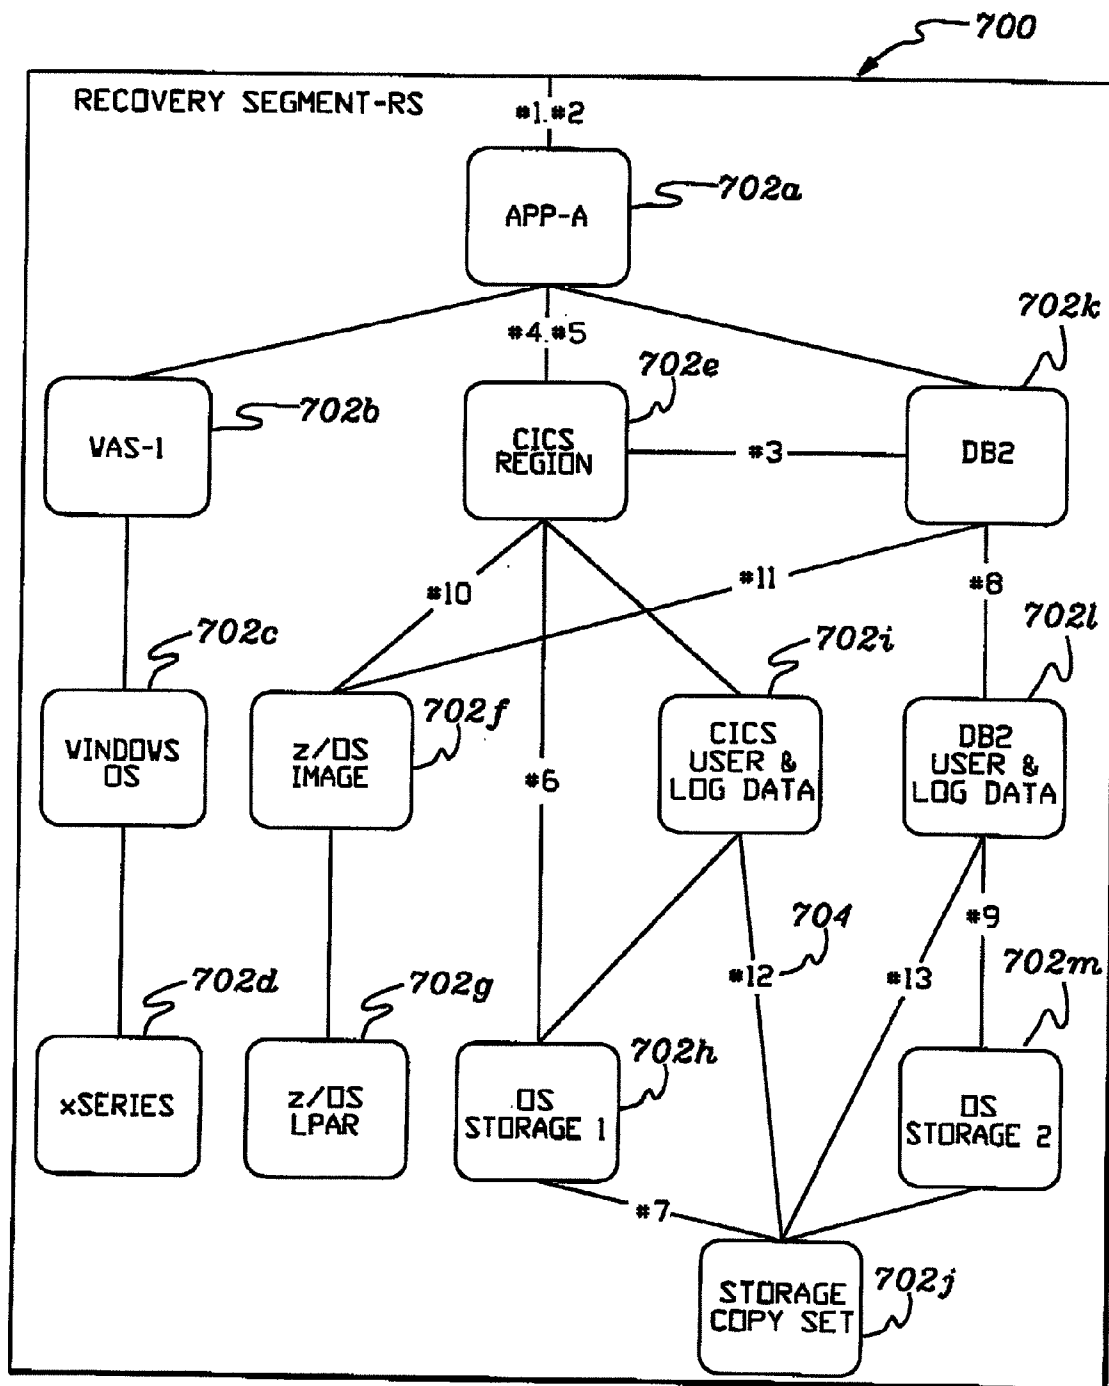 700
RECOVERY SEGMENT-RS
#1.#2
702a
APP-A
#4.#5
702k
702e
702b
WAS-1
CICS
REGION
#3
DB2
#10
#11
#8
702c
702i
702l
702f
WINDOWS
OS
z/OS
IMAGE
#6
CICS
USER &
LOG DATA
DB2
USER &
LOG DATA
704
#9
702d
702g
#12
#13
702m
702h
xSERIES
z/OS
LPAR
OS
STORAGE 1
OS
STORAGE 2
#7
702j
STORAGE
COPY SET